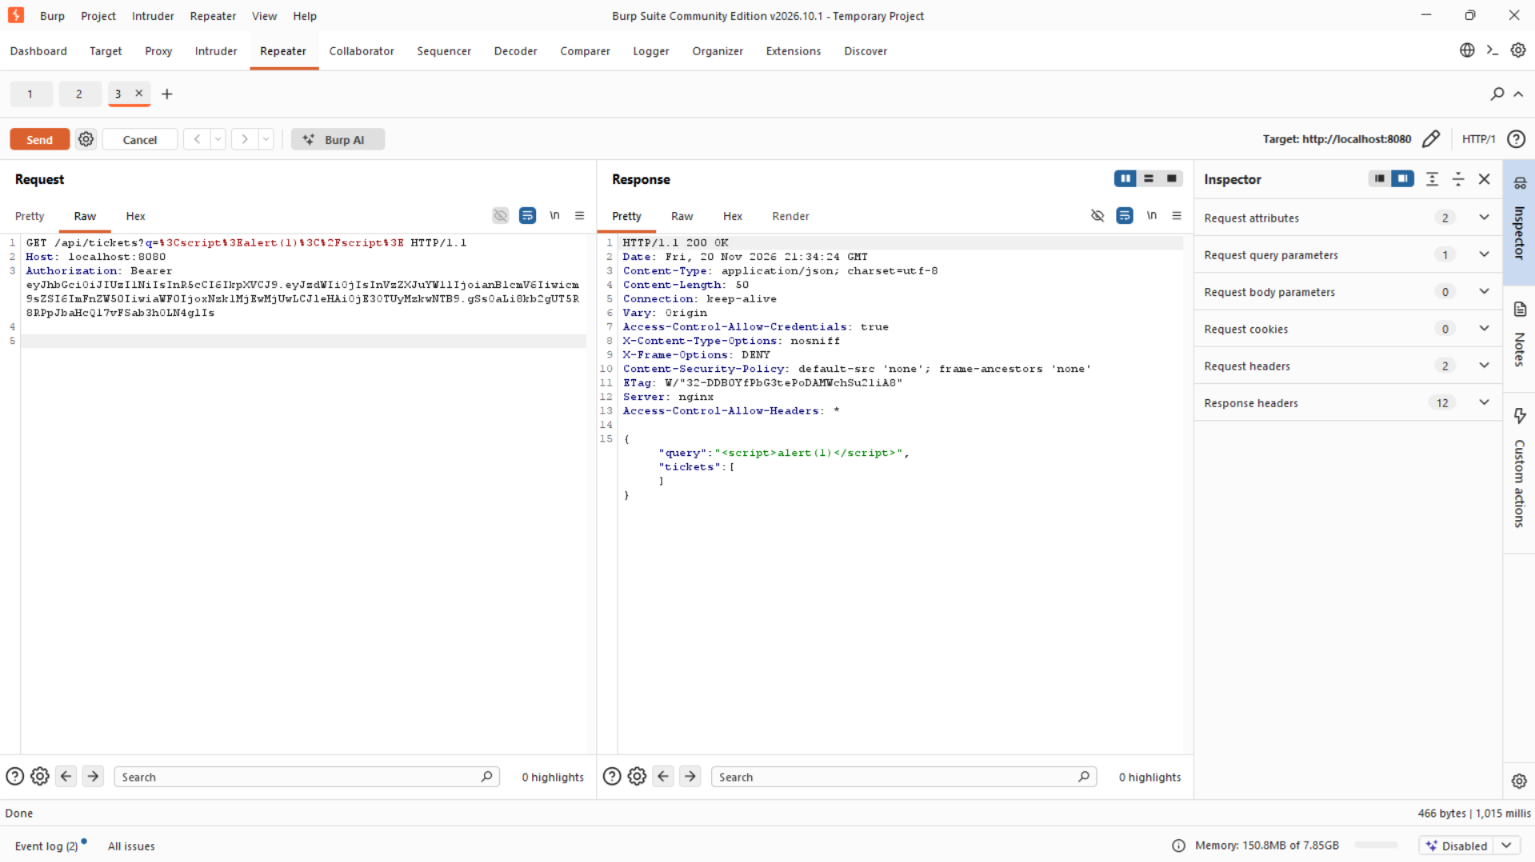 Burp Project Intruder Repeater View Help
Burp Suite Community Edition v2026.10.1 - Temporary Project
Dashboard Target Proxy Intruder Repeater Collaborator Sequencer Decoder Comparer Logger Organizer Extensions Discover
1 2 3 × +
Send Cancel < > Burp AI
Target: http://localhost:8080 HTTP/1
Request
Pretty Raw Hex
\n
1 GET /api/tickets?q=%3Cscript%3Ealert(1)%3C%2Fscript%3E HTTP/1.1
2 Host: localhost:8080
3 Authorization: Bearer
4
5
Search
0 highlights
Response
Pretty Raw Hex Render
\n
1 HTTP/1.1 200 OK
2 Date: Fri, 20 Nov 2026 21:34:24 GMT
3 Content-Type: application/json; charset=utf-8
4 Content-Length: 50
5 Connection: keep-alive
6 Vary: Origin
7 Access-Control-Allow-Credentials: true
8 X-Content-Type-Options: nosniff
9 X-Frame-Options: DENY
10 Content-Security-Policy: default-src 'none'; frame-ancestors 'none'
11 ETag:
12 Server: nginx
13 Access-Control-Allow-Headers: *
14
15 {
"query":"<script>alert(1)</script>",
"tickets":[
]
}
Search
0 highlights
Inspector
Request attributes 2
Request query parameters 1
Request body parameters 0
Request cookies 0
Request headers 2
Response headers 12
Inspector
Notes
Custom actions
Done
466 bytes | 1,015 millis
Event log (2) All issues
Memory: 150.8MB of 7.85GB
Disabled